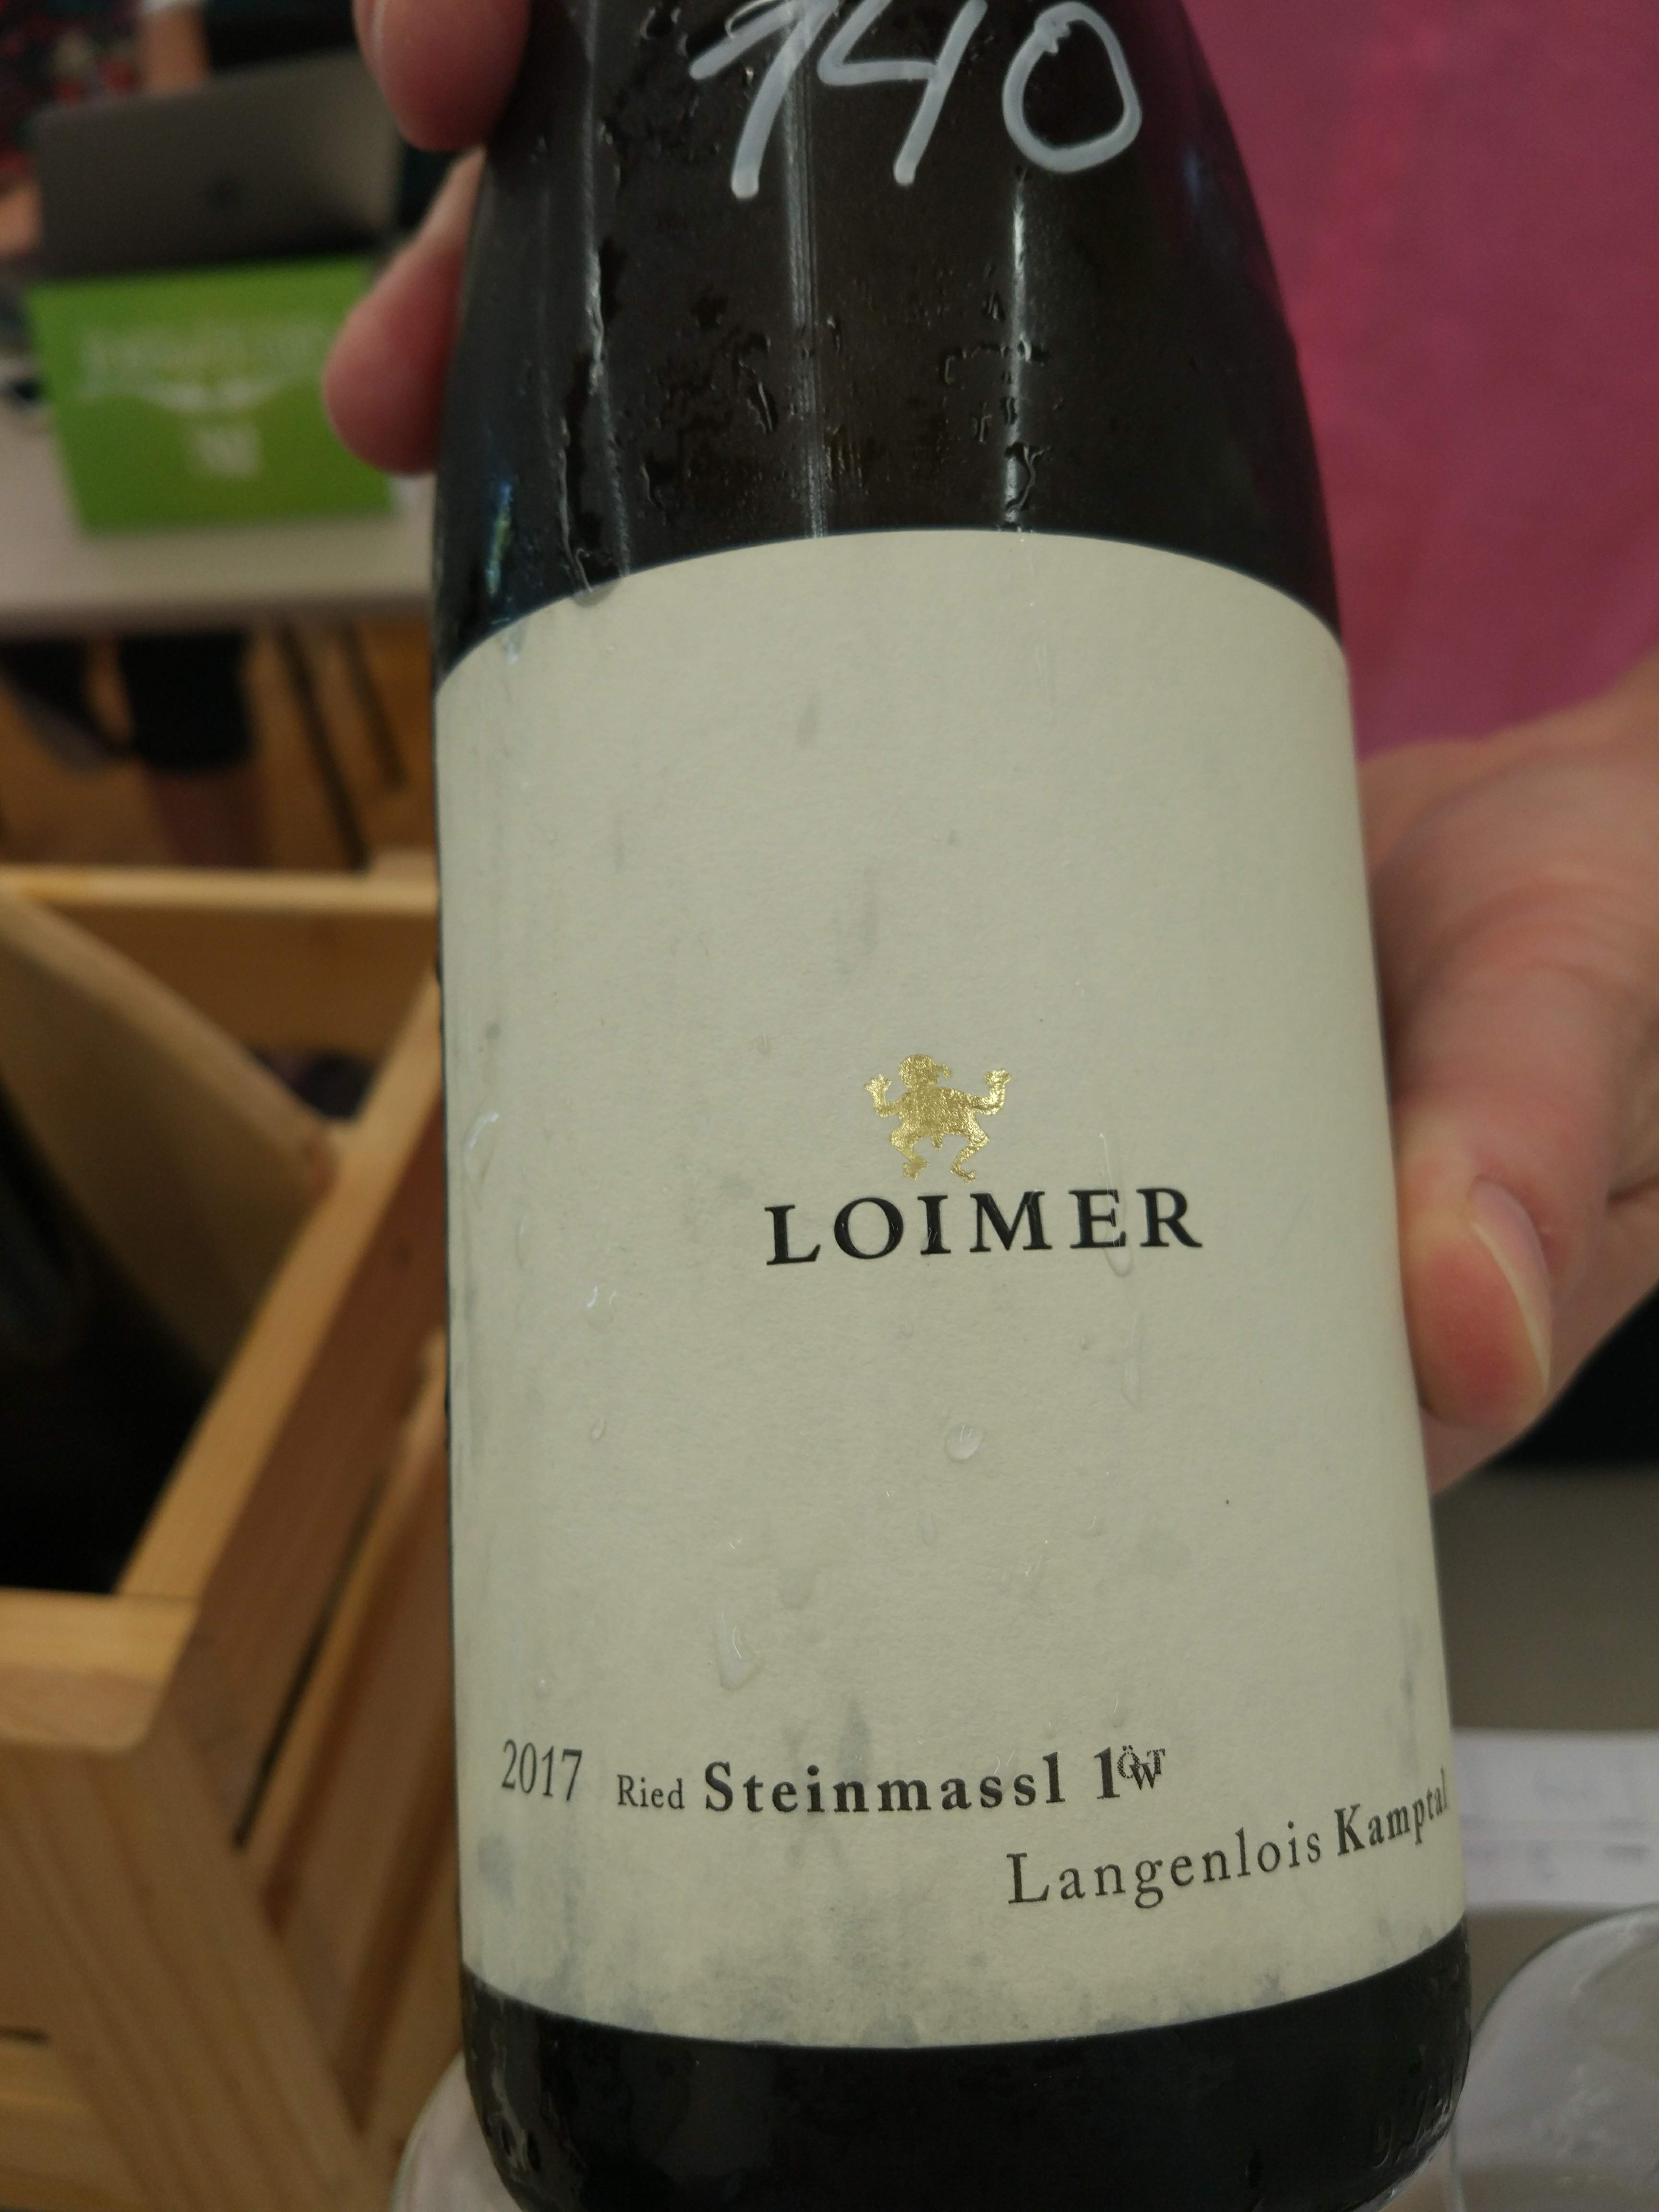 140
LOIMER
2017 Ried Steinmassl 1ÖTW
Langenlois Kamptal